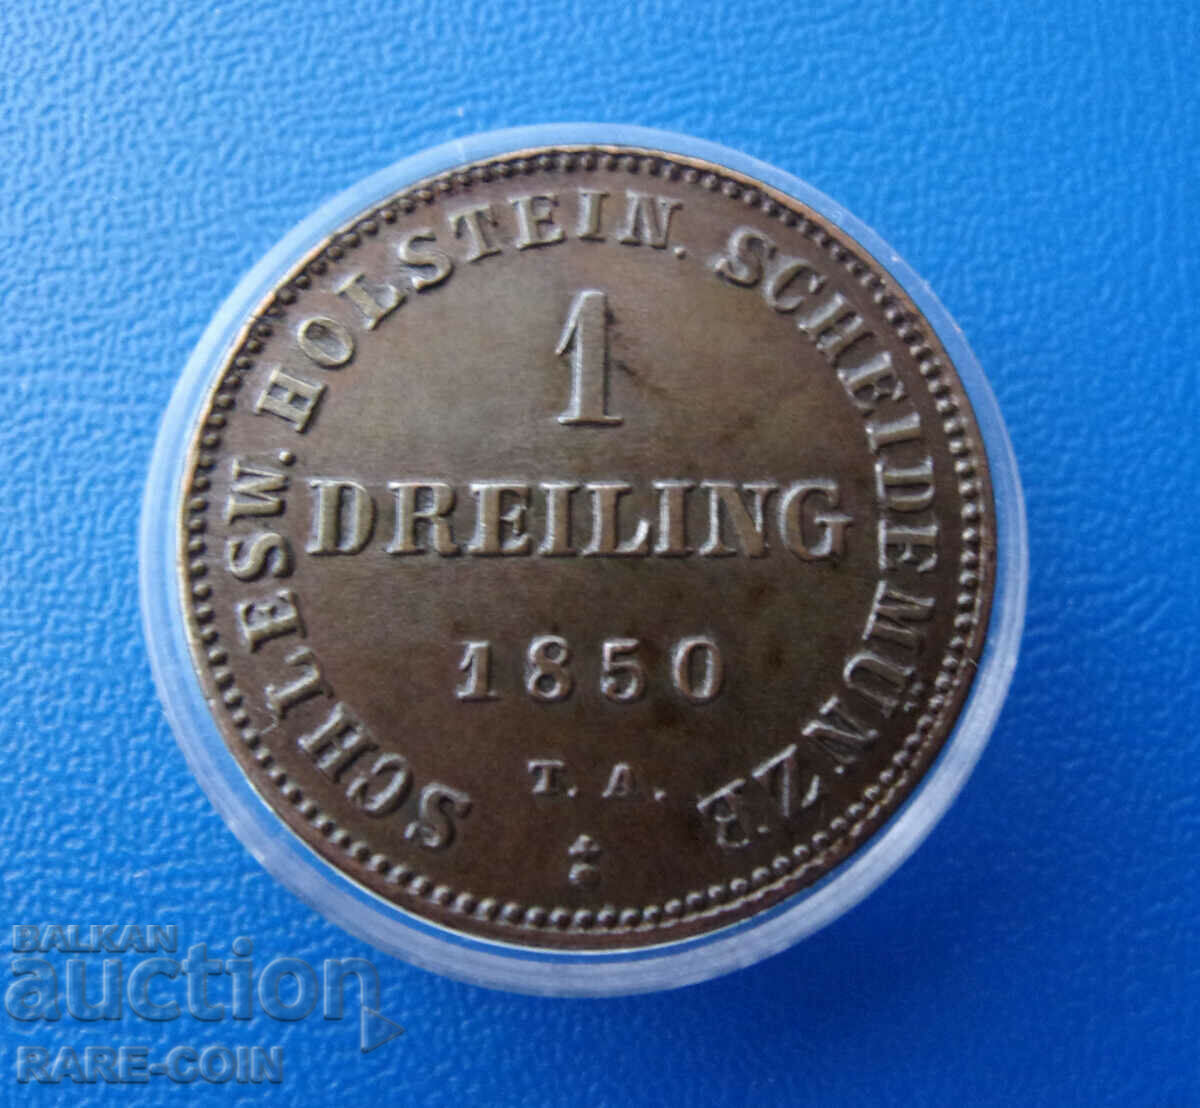 SCHLESW. HOLSTEIN. SCHEIDEMÜNZE
1
DREILING
1850
T. A.
BALKAN
auction
RARE-COIN